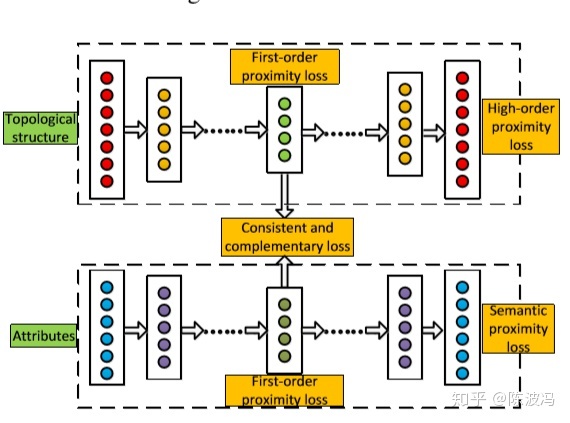 First-order
proximity loss
Topological
structure
High-order
proximity
loss
Consistent and
complementary loss
Attributes
Semantic
proximity
loss
First-order
proximity loss
知乎 @陈波冯